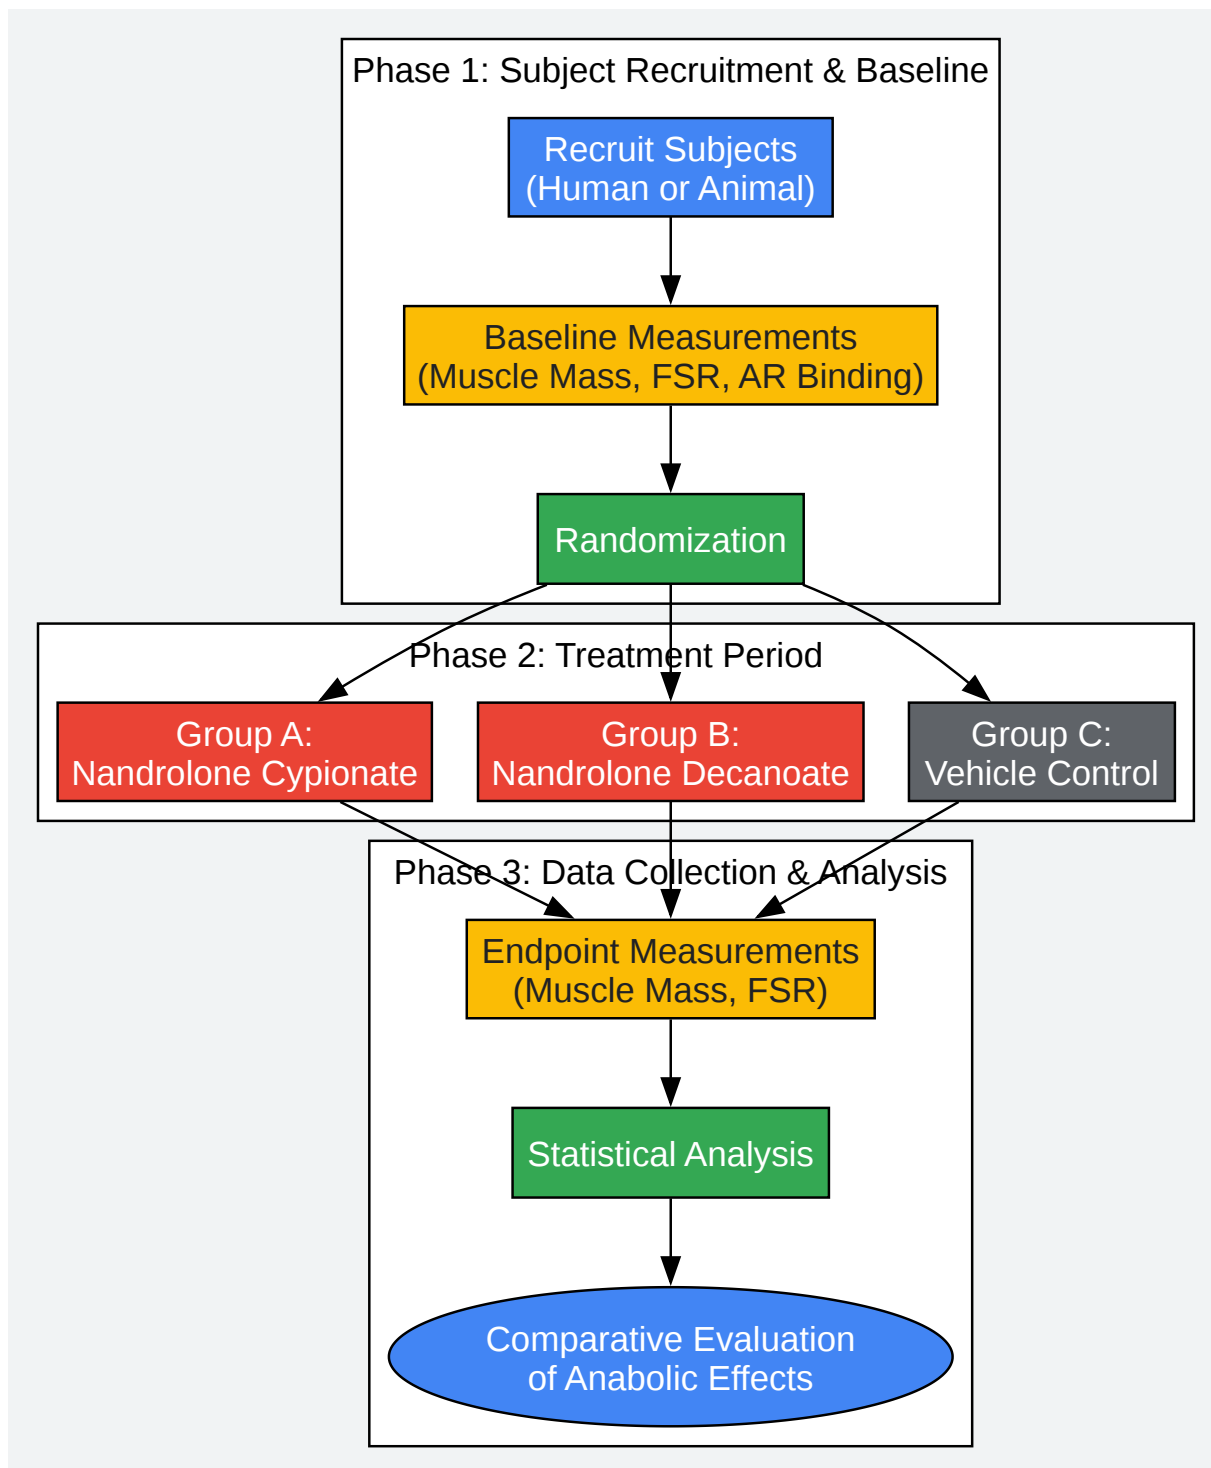 Phase 1: Subject Recruitment & Baseline
Recruit Subjects
(Human or Animal)
Baseline Measurements
(Muscle Mass, FSR, AR Binding)
Randomization
Phase 2: Treatment Period
Group A:
Nandrolone Cypionate
Group B:
Nandrolone Decanoate
Group C:
Vehicle Control
Phase 3: Data Collection & Analysis
Endpoint Measurements
(Muscle Mass, FSR)
Statistical Analysis
Comparative Evaluation
of Anabolic Effects